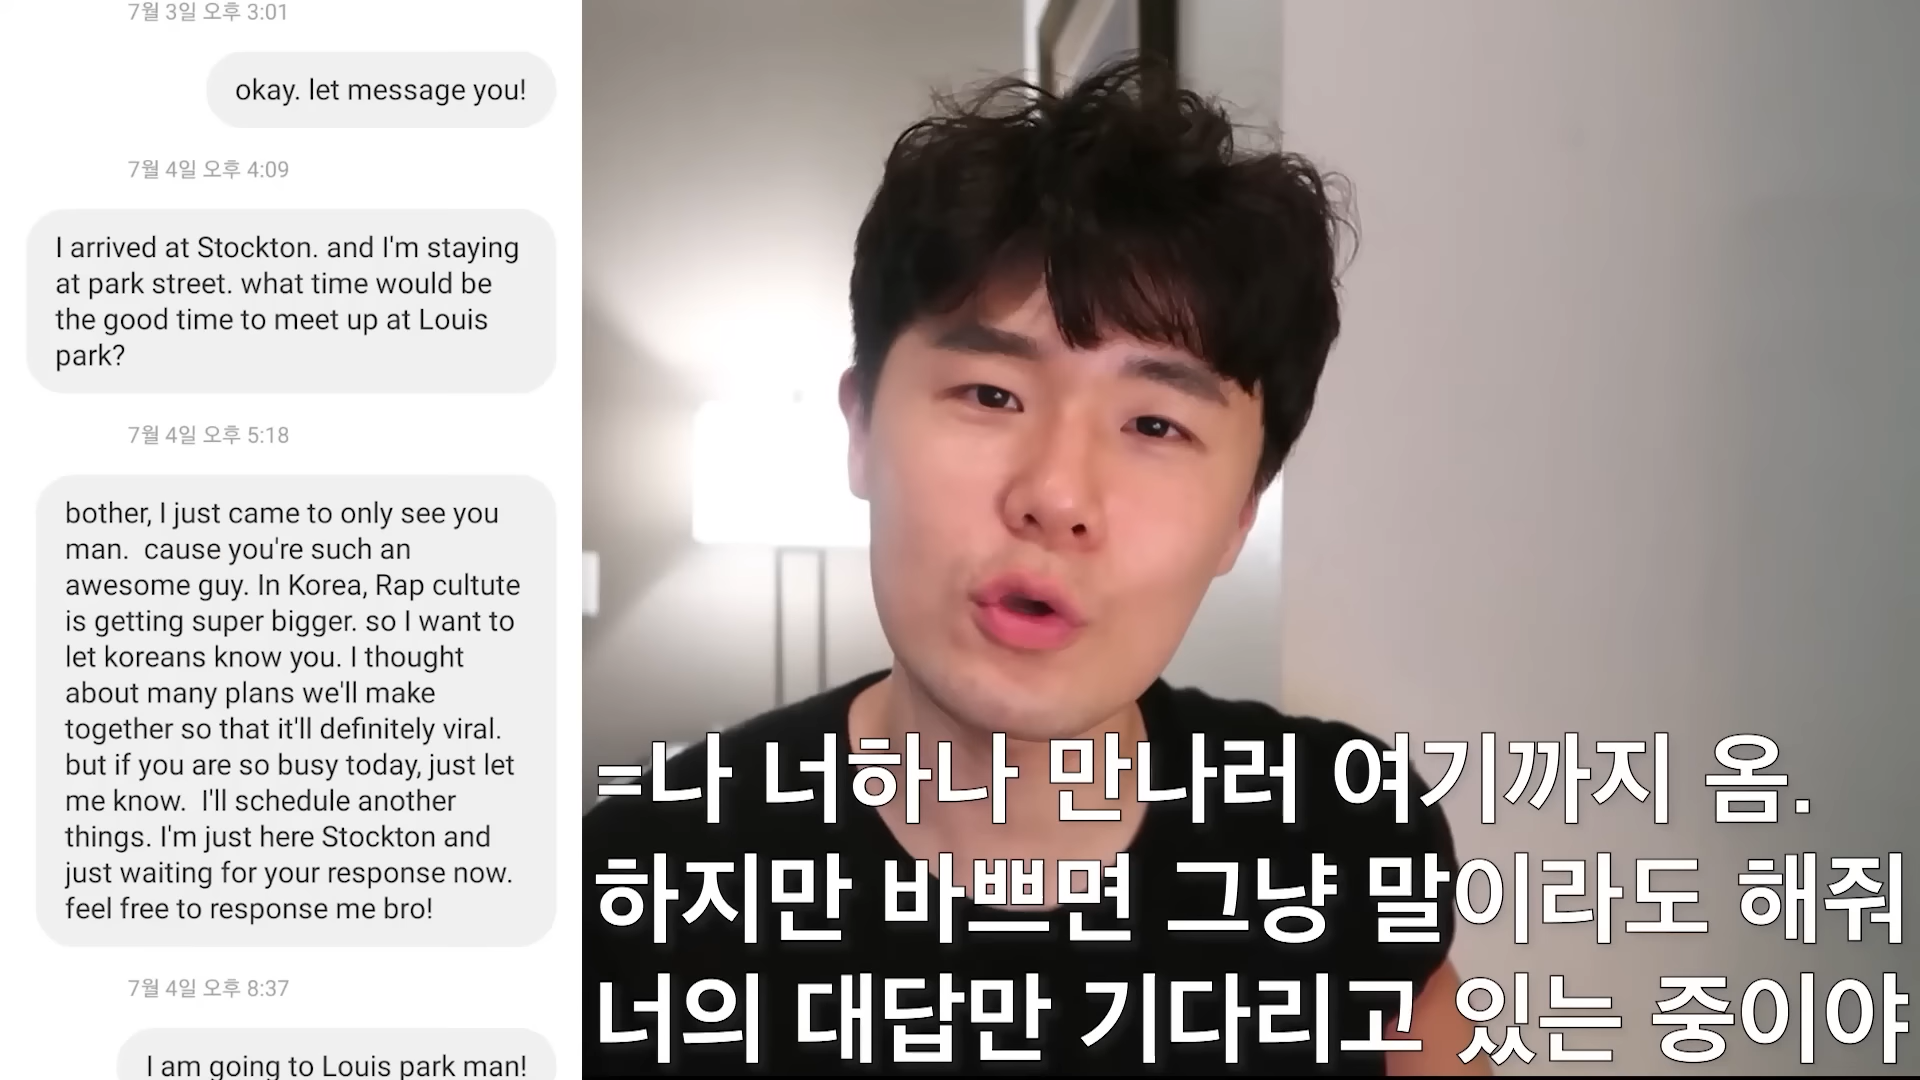 7월 3일 오후 3:01
okay. let message you!
7월 4일 오후 4:09
I arrived at Stockton. and I'm staying
at park street. what time would be
the good time to meet up at Louis
park?
7월 4일 오후 5:18
bother, I just came to only see you
man.  cause you're such an
awesome guy. In Korea, Rap cultute
is getting super bigger. so I want to
let koreans know you. I thought
about many plans we'll make
together so that it'll definitely viral.
but if you are so busy today, just let
me know.  I'll schedule another
things. I'm just here Stockton and
just waiting for your response now.
feel free to response me bro!
7월 4일 오후 8:37
I am going to Louis park man!
=나 너하나 만나러 여기까지 옴.
하지만 바쁘면 그냥 말이라도 해줘
너의 대답만 기다리고 있는 중이야